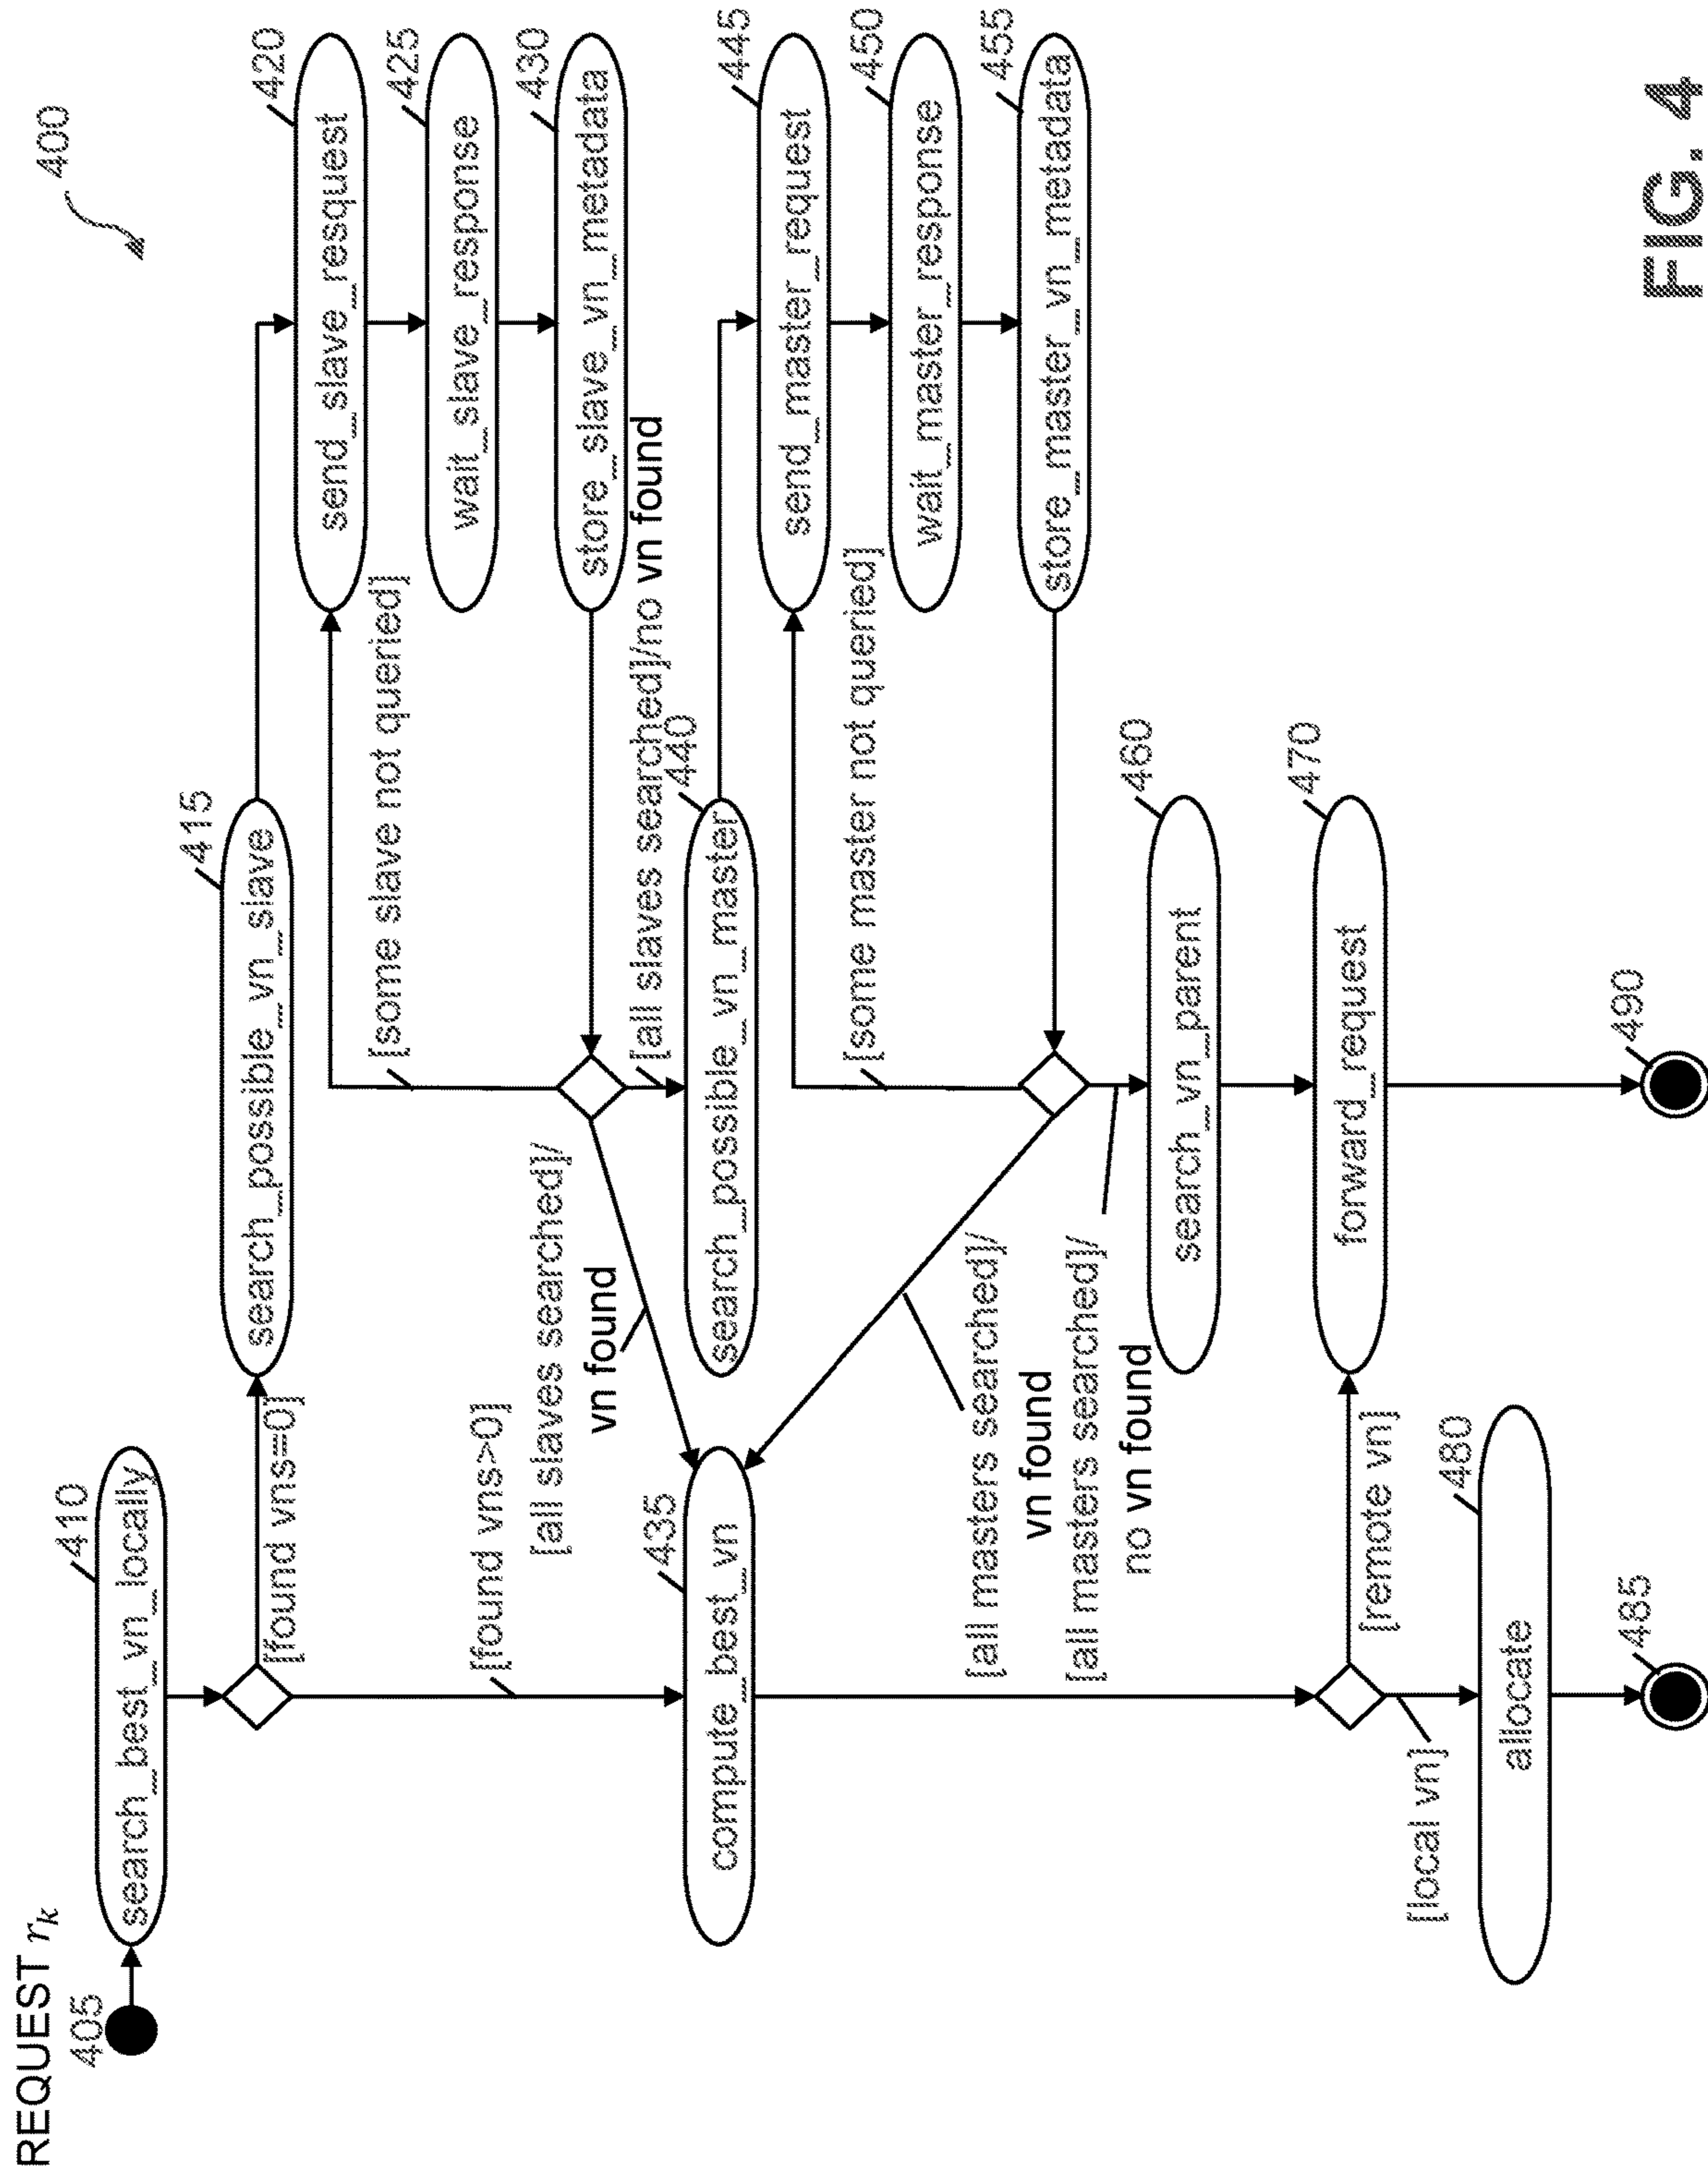 REQUEST rk
405
400
410
search_best_vn_locally
415
[found vns=0]
search_possible_vn_slave
420
send_slave_resquest
[some slave not queried]
425
wait_slave_response
[found vns>0]
430
store_slave_vn_metadata
[all slaves searched]/
vn found
[all slaves searched]/no vn found
435
compute_best_vn
440
search_possible_vn_master
445
send_master_request
[some master not queried]
450
wait_master_response
455
store_master_vn_metadata
[all masters searched]/
vn found
[all masters searched]/
no vn found
460
search_vn_parent
470
forward_request
[remote vn]
[local vn]
480
allocate
485
490
FIG. 4